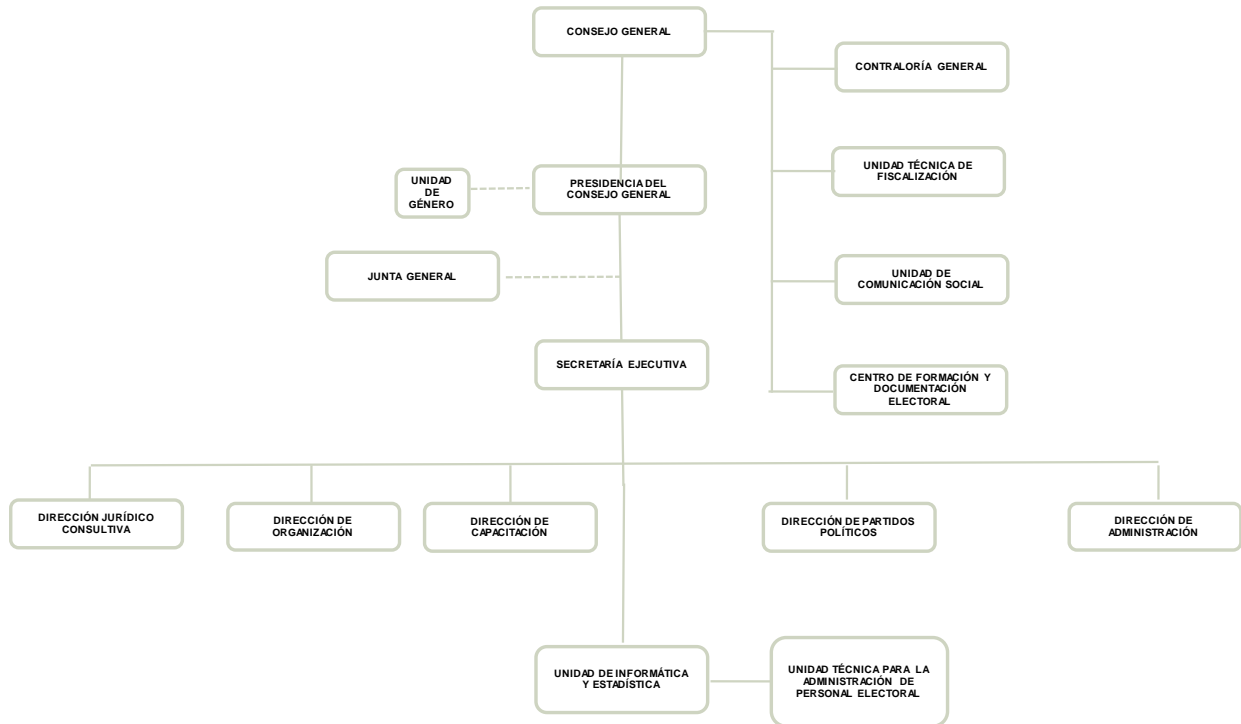 CONSEJO GENERAL
CONTRALORÍA GENERAL
UNIDAD TÉCNICA DE
FISCALIZACIÓN
UNIDAD
DE
GÉNERO
PRESIDENCIA DEL
CONSEJO GENERAL
JUNTA GENERAL
UNIDAD DE
COMUNICACIÓN SOCIAL
SECRETARÍA EJECUTIVA
CENTRO DE FORMACIÓN Y
DOCUMENTACIÓN
ELECTORAL
DIRECCIÓN JURÍDICO
CONSULTIVA
DIRECCIÓN DE
ORGANIZACIÓN
DIRECCIÓN DE
CAPACITACIÓN
DIRECCIÓN DE PARTIDOS
POLÍTICOS
DIRECCIÓN DE
ADMINISTRACIÓN
UNIDAD DE INFORMÁTICA
Y ESTADÍSTICA
UNIDAD TÉCNICA PARA LA
ADMINISTRACIÓN DE
PERSONAL ELECTORAL